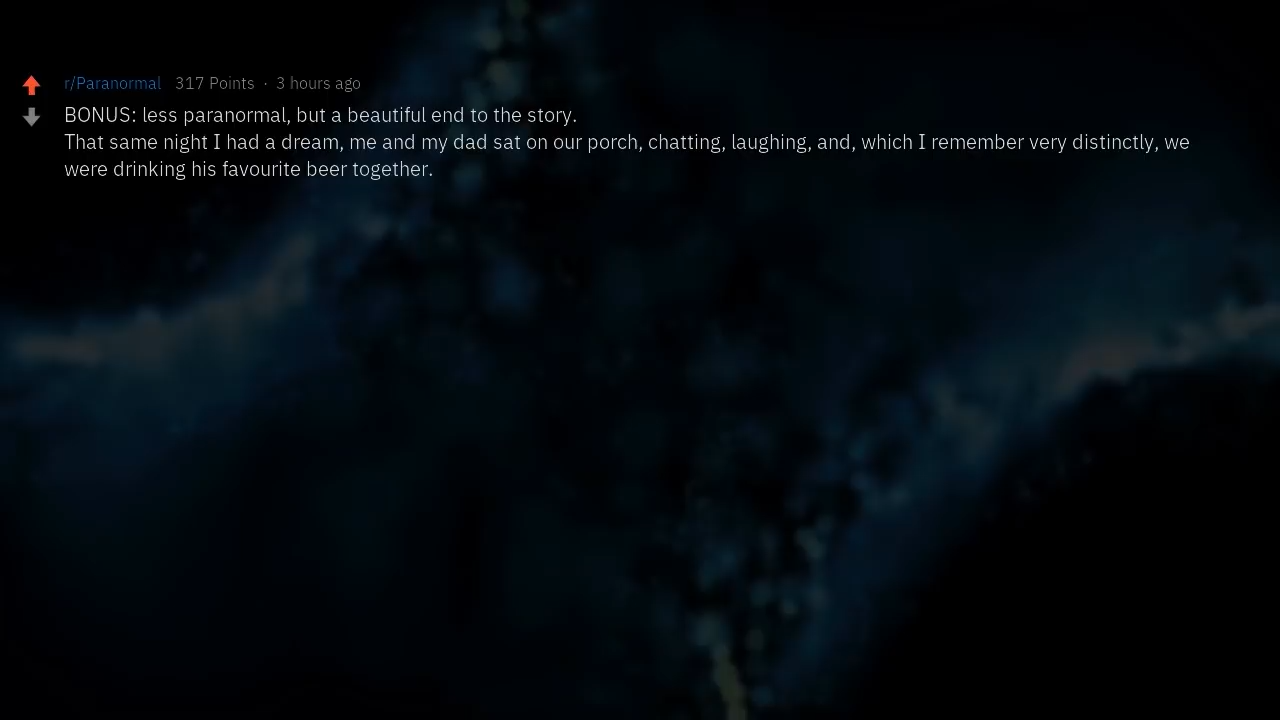 r/Paranormal 317 Points · 3 hours ago
BONUS: less paranormal, but a beautiful end to the story.
That same night I had a dream, me and my dad sat on our porch, chatting, laughing, and, which I remember very distinctly, we
were drinking his favourite beer together.